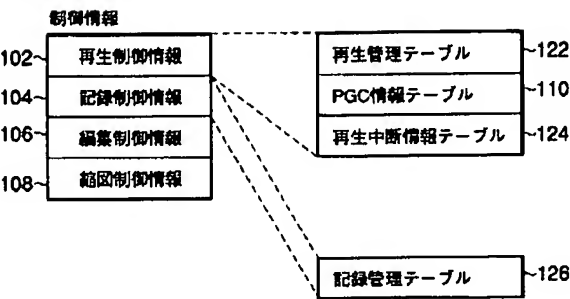 制御情報
102 再生制御情報
104 記録制御情報
106 編集制御情報
108 縮図制御情報
再生管理テーブル 122
PGC情報テーブル 110
再生中断情報テーブル 124
記録管理テーブル 126